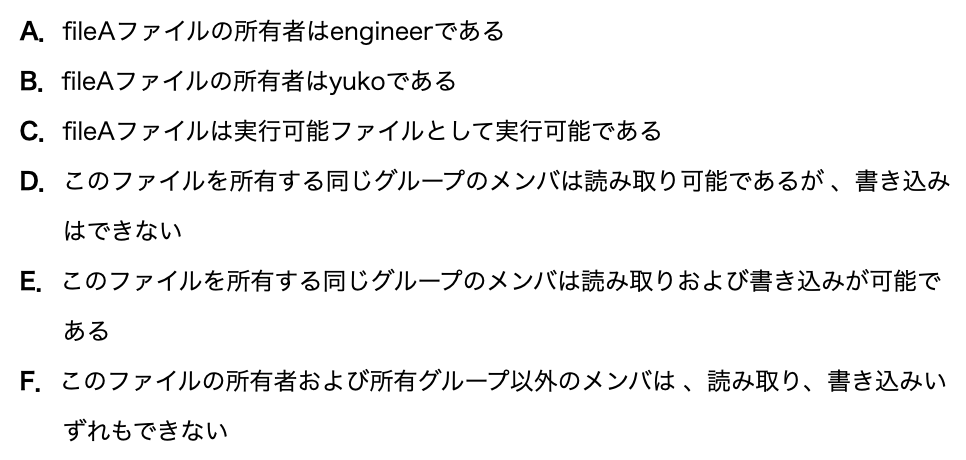 A. fileAファイルの所有者はengineerである
B. fileAファイルの所有者はyukoである
C. fileAファイルは実行可能ファイルとして実行可能である
D. このファイルを所有する同じグループのメンバは読み取り可能であるが 、書き込み
はできない
E. このファイルを所有する同じグループのメンバは読み取りおよび書き込みが可能で
ある
F. このファイルの所有者および所有グループ以外のメンバは 、読み取り、書き込みい
ずれもできない